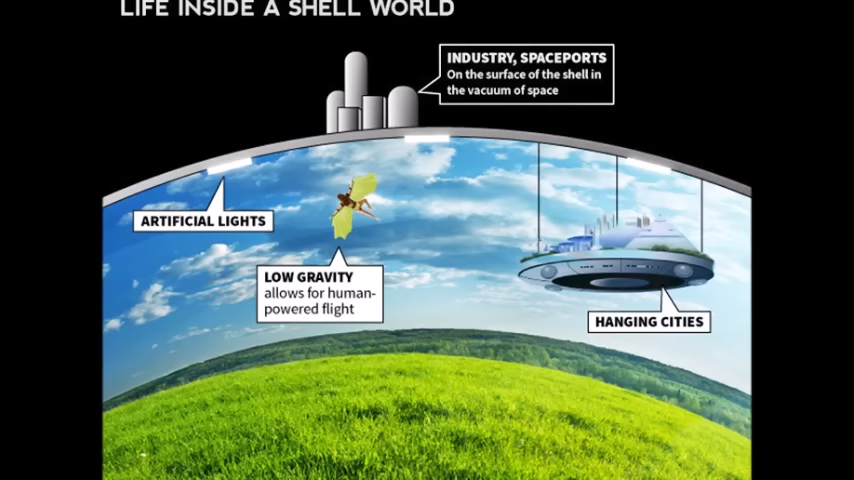 LIFE INSIDE A SHELL WORLD
INDUSTRY, SPACEPORTS
On the surface of the shell in
the vacuum of space
ARTIFICIAL LIGHTS
LOW GRAVITY
allows for human-
powered flight
HANGING CITIES